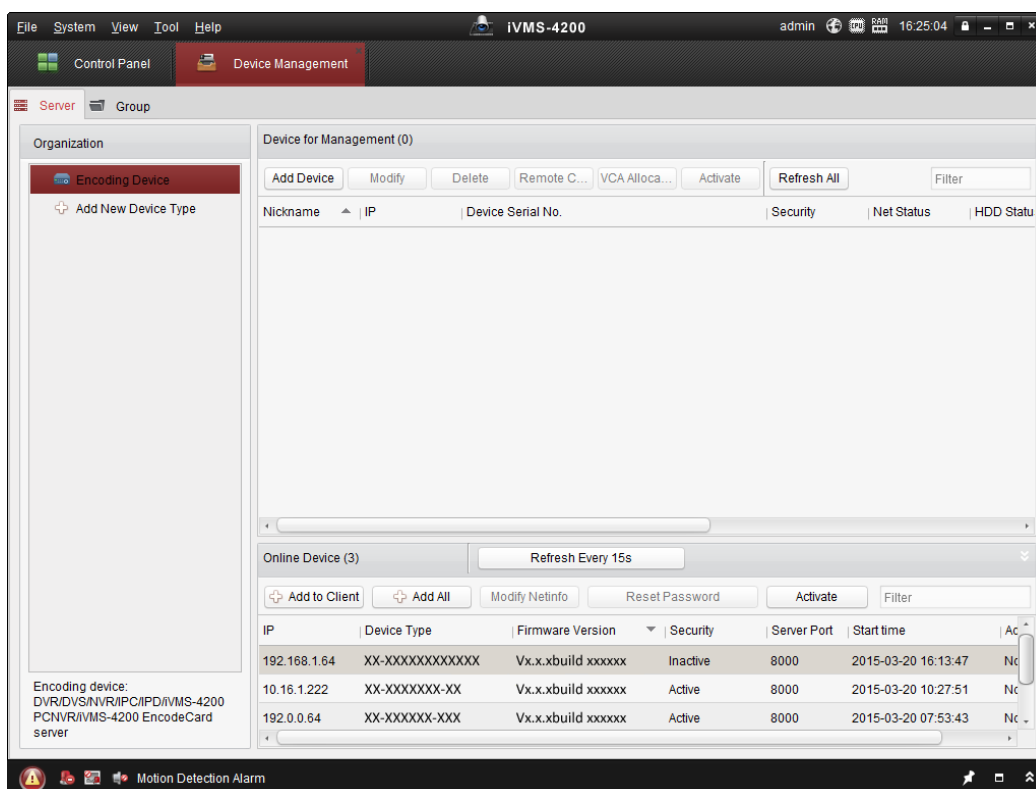 File System View Tool Help iVMS-4200 admin CPU RAM 16:25:04
Control Panel Device Management
Server Group
Organization
Encoding Device
Add New Device Type
Encoding device:
DVR/DVS/NVR/IPC/IPD/iVMS-4200
PCNVR/iVMS-4200 EncodeCard
server
Device for Management (0)
Add Device Modify Delete Remote C... VCA Alloca... Activate Refresh All Filter
Nickname IP Device Serial No. Security Net Status HDD Statu
Online Device (3) Refresh Every 15s
Add to Client Add All Modify Netinfo Reset Password Activate Filter
IP Device Type Firmware Version Security Server Port Start time Ac
192.168.1.64 XX-XXXXXXXXXXXX Vx.x.xbuild xxxxxx Inactive 8000 2015-03-20 16:13:47 No
10.16.1.222 XX-XXXXXXX-XX Vx.x.xbuild xxxxxx Active 8000 2015-03-20 10:27:51 No
192.0.0.64 XX-XXXXXX-XXX Vx.x.xbuild xxxxxx Active 8000 2015-03-20 07:53:43 No
Motion Detection Alarm